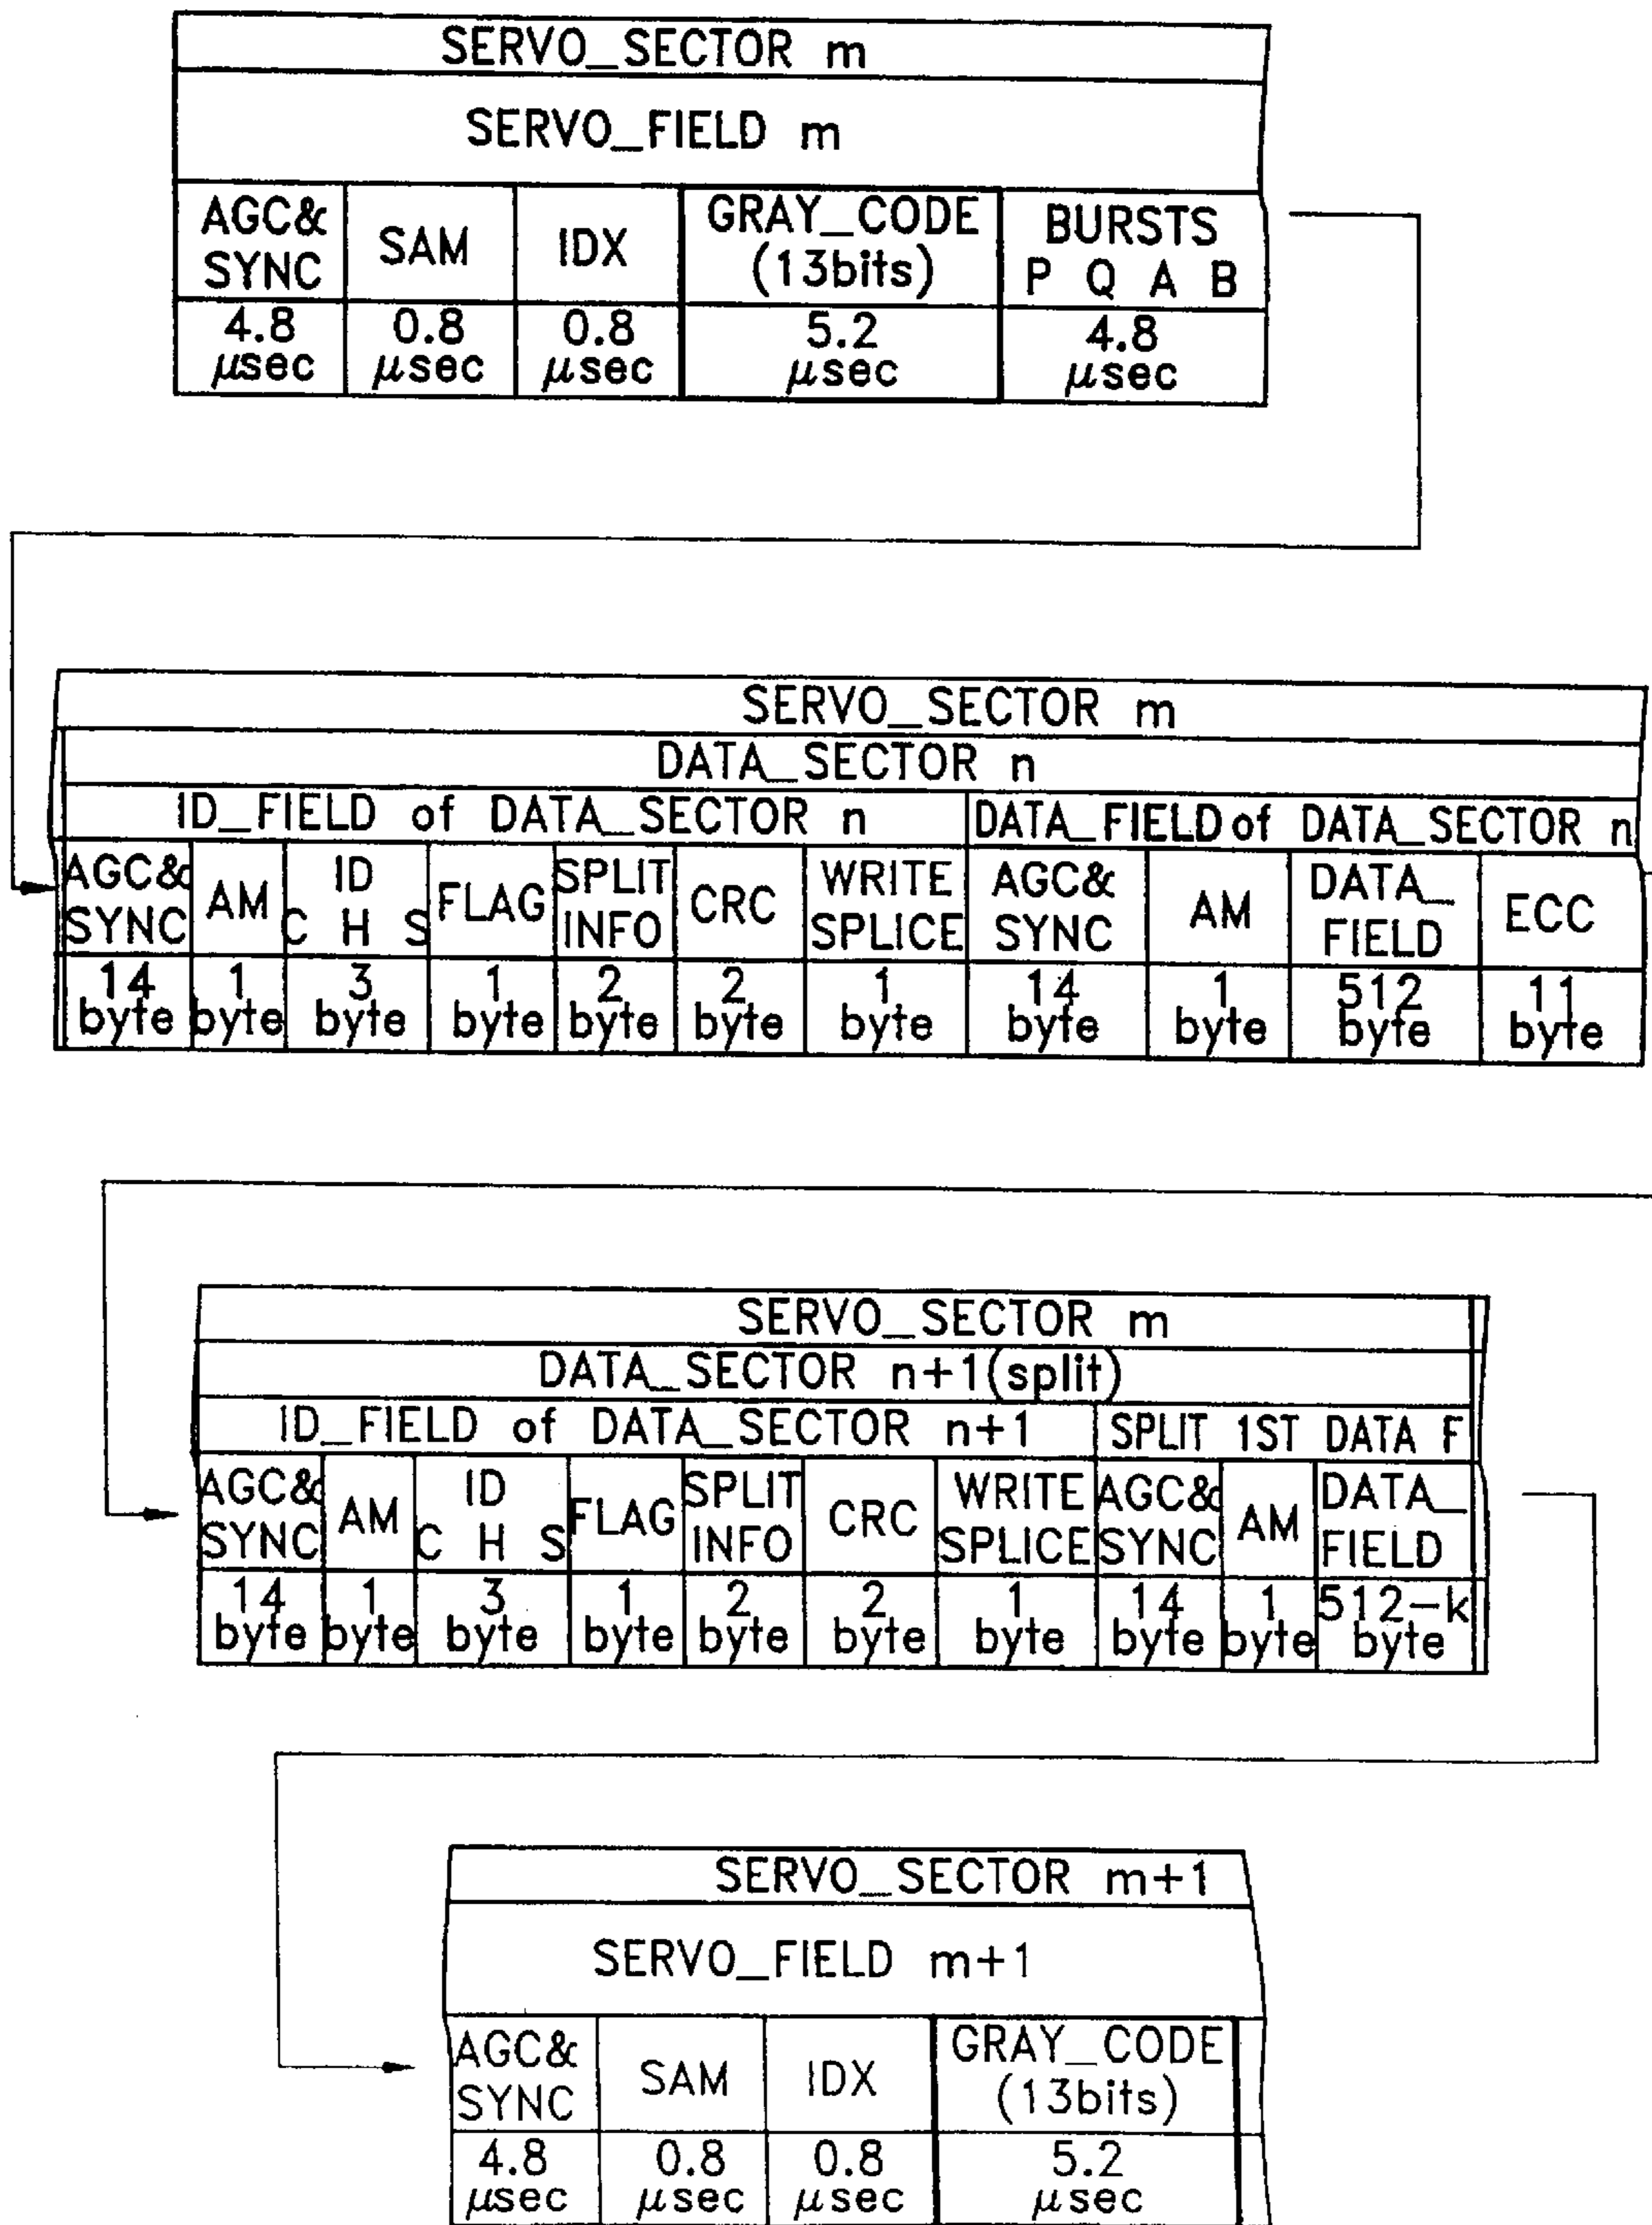 SERVO_SECTOR m
SERVO_FIELD m
AGC& SYNC SAM IDX GRAY_CODE (13bits) BURSTS P Q A B
4.8 μsec 0.8 μsec 0.8 μsec 5.2 μsec 4.8 μsec
SERVO_SECTOR m
DATA_SECTOR n
ID_FIELD of DATA_SECTOR n DATA_FIELD of DATA_SECTOR n
AGC& SYNC AM ID C H S FLAG SPLIT INFO CRC WRITE SPLICE AGC& SYNC AM DATA_ FIELD ECC
14 byte 1 byte 3 byte 1 byte 2 byte 2 byte 1 byte 14 byte 1 byte 512 byte 11 byte
SERVO_SECTOR m
DATA_SECTOR n+1(split)
ID_FIELD of DATA_SECTOR n+1 SPLIT 1ST DATA F
AGC& SYNC AM ID C H S FLAG SPLIT INFO CRC WRITE SPLICE AGC& SYNC AM DATA_ FIELD
14 byte 1 byte 3 byte 1 byte 2 byte 2 byte 1 byte 14 byte 1 byte 512-k byte
SERVO_SECTOR m+1
SERVO_FIELD m+1
AGC& SYNC SAM IDX GRAY_CODE (13bits)
4.8 μsec 0.8 μsec 0.8 μsec 5.2 μsec